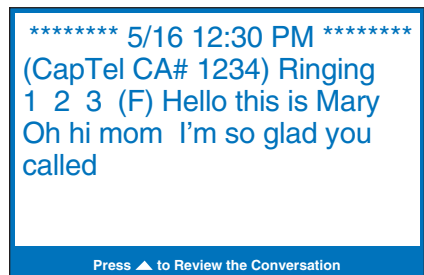 ******** 5/16 12:30 PM ********
(CapTel CA# 1234) Ringing
1 2 3 (F) Hello this is Mary
Oh hi mom I'm so glad you
called
Press ▲ to Review the Conversation